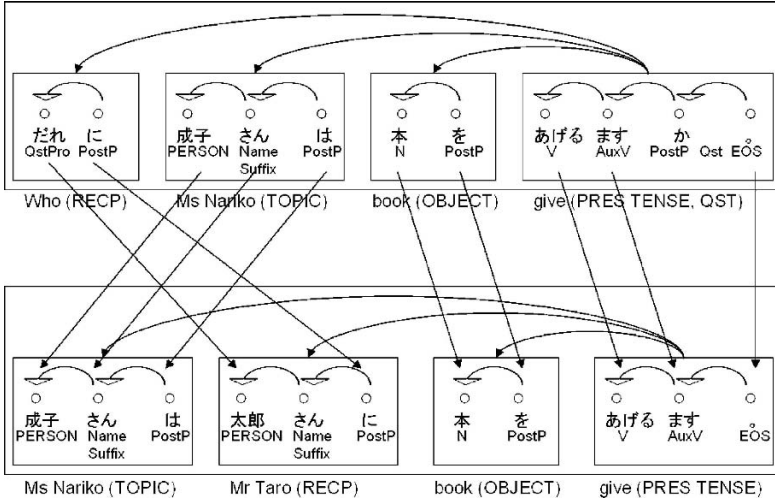 だれ に 成子 さん は 本 を あげる ます か 。
QstPro PostP PERSON Name PostP N PostP V AuxV PostP Qst EOS
Suffix
Who (RECP) Ms Nariko (TOPIC) book (OBJECT) give (PRES TENSE, QST)
成子 さん は 太郎 さん に 本 を あげる ます 。
PERSON Name PostP PERSON Name PostP N PostP V AuxV EOS
Suffix Suffix
Ms Nariko (TOPIC) Mr Taro (RECP) book (OBJECT) give (PRES TENSE)